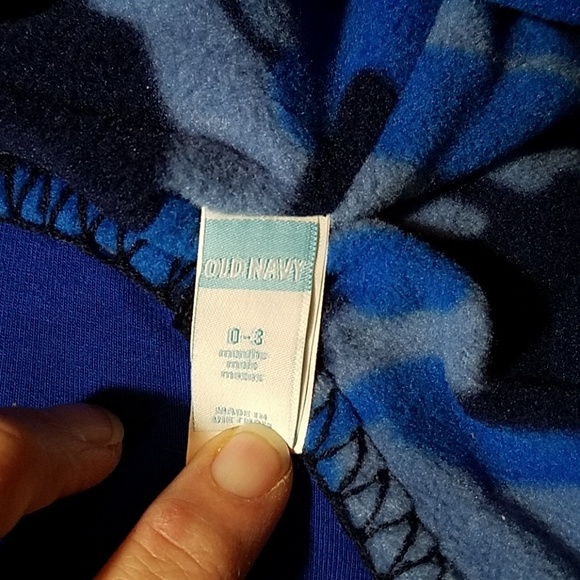 OLD NAVY
0-3
months
mois
meses
MADE IN